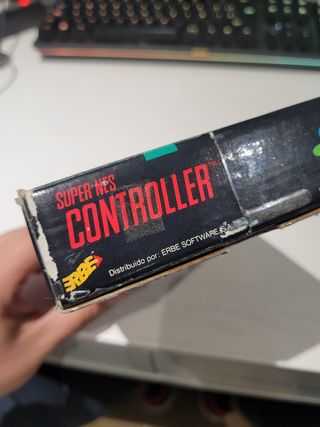 SUPER NES
CONTROLLER™
ERBE
Distribuido por: ERBE SOFTWARE, S.A.